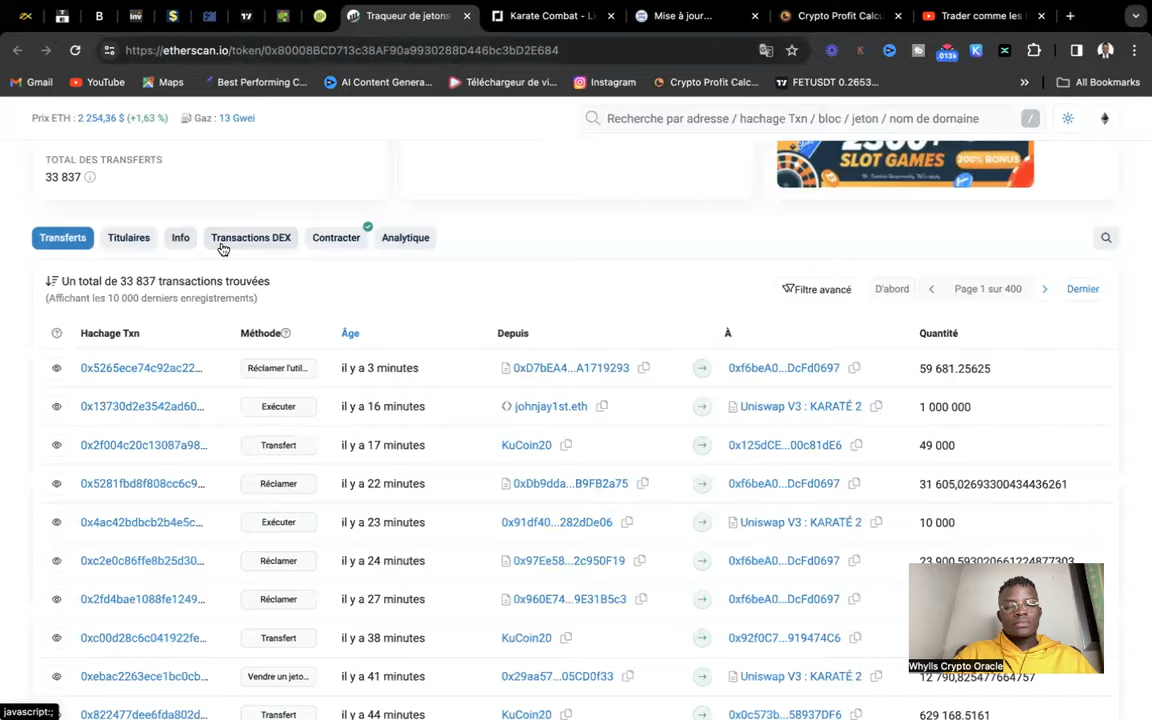 Traqueur de jetons
Karate Combat - Li
Mise à jour...
Crypto Profit Calcu
Trader comme les
https://etherscan.io/token/0x80008BCD713c38AF90a9930288D446bc3bD2E684
Gmail
YouTube
Maps
Best Performing C...
AI Content Genera...
Téléchargeur de vi...
Instagram
Crypto Profit Calc...
FETUSDT 0.2653...
All Bookmarks
Prix ETH : 2 254,36 $ (+1,63 %)
Gaz : 13 Gwei
Recherche par adresse / hachage Txn / bloc / jeton / nom de domaine
TOTAL DES TRANSFERTS
33 837
SLOT GAMES
200% BONUS
Transferts
Titulaires
Info
Transactions DEX
Contracter
Analytique
Un total de 33 837 transactions trouvées
(Affichant les 10 000 derniers enregistrements)
Filtre avancé
D'abord
Page 1 sur 400
Dernier
Hachage Txn Méthode Âge Depuis À Quantité
0x5265ece74c92ac22... Réclamer l'util... il y a 3 minutes 0xD7bEA4...A1719293 0xf6beA0...DcFd0697 59 681.25625
0x13730d2e3542ad60... Exécuter il y a 16 minutes johnjay1st.eth Uniswap V3 : KARATÉ 2 1 000 000
0x2f004c20c13087a98... Transfert il y a 17 minutes KuCoin20 0x125dCE...00c81dE6 49 000
0x5281fbd8f808cc6c9... Réclamer il y a 22 minutes 0xDb9dda...B9FB2a75 0xf6beA0...DcFd0697 31 605,02693300434436261
0x4ac42bdbcb2b4e5c... Exécuter il y a 23 minutes 0x91df40...282dDe06 Uniswap V3 : KARATÉ 2 10 000
0xc2e0c86ffe8b25d30... Réclamer il y a 24 minutes 0x97Ee58...2c950F19 0xf6beA0...DcFd0697 23 900,593020661224877303
0x2fd4bae1088fe1249... Réclamer il y a 27 minutes 0x960E74...9E31B5c3 0xf6beA0...DcFd0697
0xc00d28c6c041922fe... Transfert il y a 38 minutes KuCoin20 0x92f0C7...919474C6
0xebac2263ece1bc0cb... Vendre un jeto... il y a 41 minutes 0x29aa57...05CD0f33 Uniswap V3 : KARATÉ 2 12 790,825477664757
0x822477dee6fda802d... Transfert il y a 44 minutes KuCoin20 0x0c573b...58937DF6 629 168.5161
Whylls Crypto Oracle
javascript:;